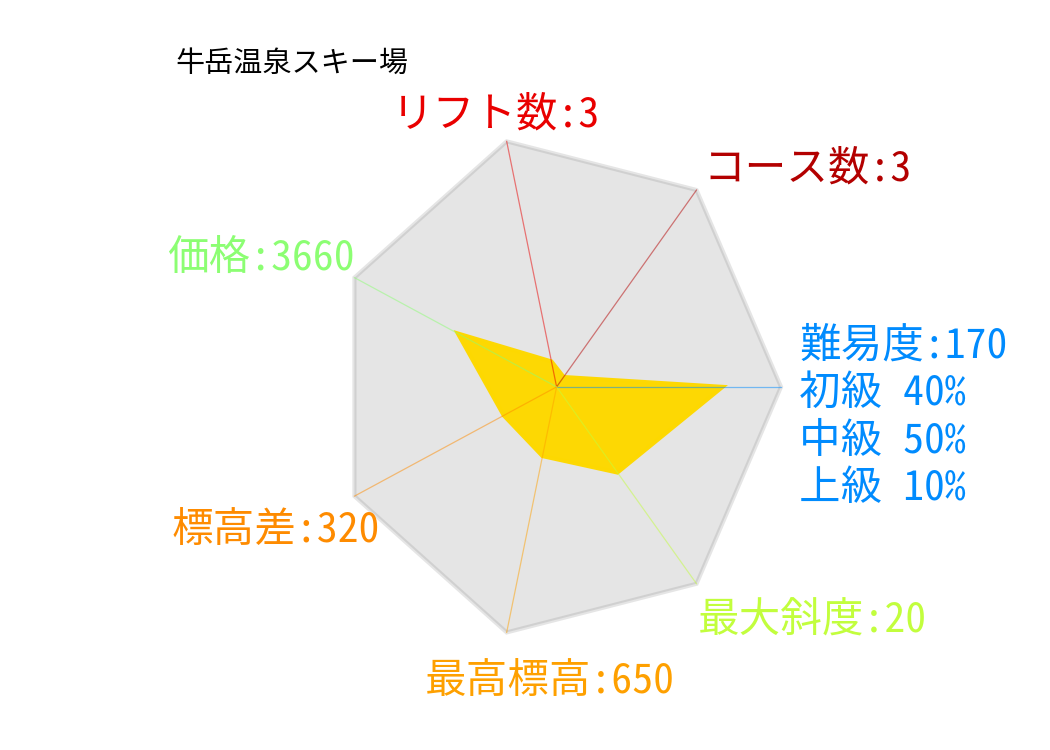 牛岳温泉スキー場
リフト数:3
コース数:3
価格:3660
難易度:170
初級 40%
中級 50%
上級 10%
標高差:320
最大斜度:20
最高標高:650